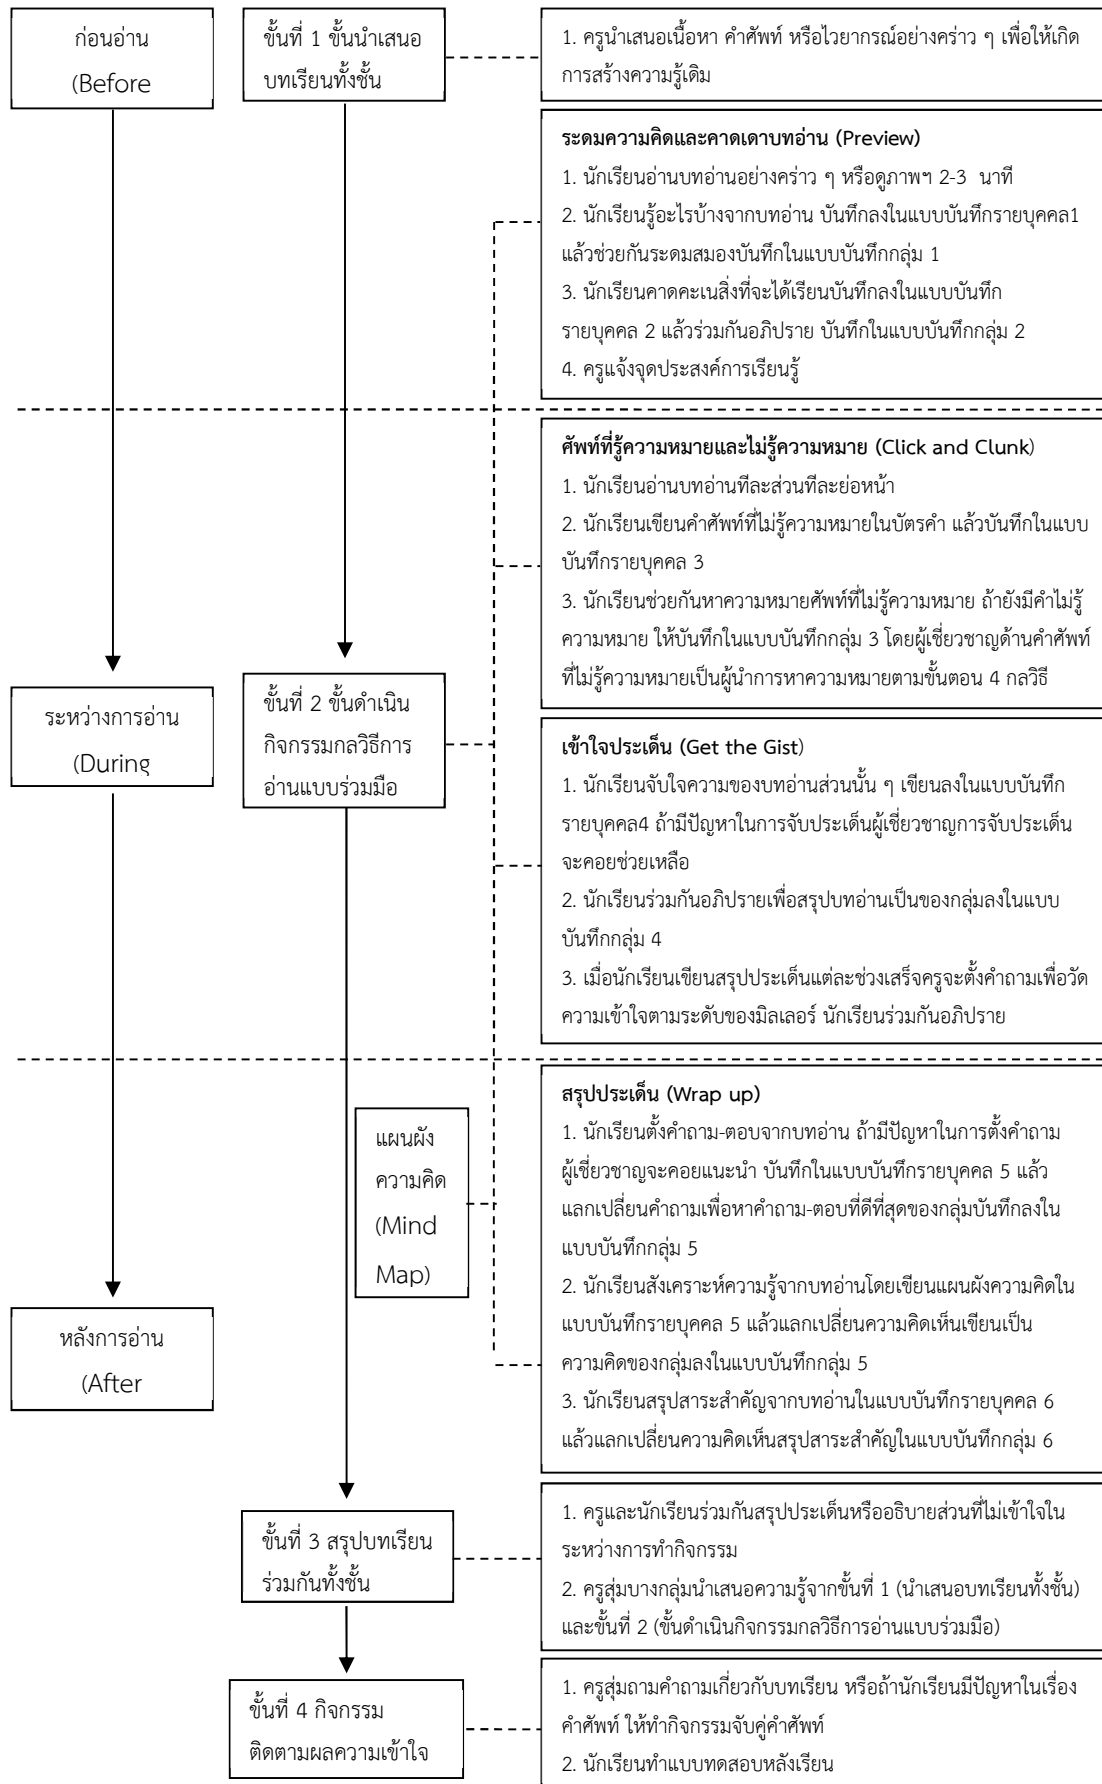 ก่อนอ่าน
(Before
ขั้นที่ 1 ขั้นนำเสนอ
บทเรียนทั้งชั้น
1. ครูนำเสนอเนื้อหา คำศัพท์ หรือไวยากรณ์อย่างคร่าว ๆ เพื่อให้เกิด
การสร้างความรู้เดิม
ระดมความคิดและคาดเดาบทอ่าน (Preview)
1. นักเรียนอ่านบทอ่านอย่างคร่าว ๆ หรือดูภาพฯ 2-3 นาที
2. นักเรียนรู้อะไรบ้างจากบทอ่าน บันทึกลงในแบบบันทึกรายบุคคล1
แล้วช่วยกันระดมสมองบันทึกในแบบบันทึกกลุ่ม 1
3. นักเรียนคาดคะเนสิ่งที่จะได้เรียนบันทึกลงในแบบบันทึก
รายบุคคล 2 แล้วร่วมกันอภิปราย บันทึกในแบบบันทึกกลุ่ม 2
4. ครูแจ้งจุดประสงค์การเรียนรู้
ศัพท์ที่รู้ความหมายและไม่รู้ความหมาย (Click and Clunk)
1. นักเรียนอ่านบทอ่านทีละส่วนทีละย่อหน้า
2. นักเรียนเขียนคำศัพท์ที่ไม่รู้ความหมายในบัตรคำ แล้วบันทึกในแบบ
บันทึกรายบุคคล 3
3. นักเรียนช่วยกันหาความหมายศัพท์ที่ไม่รู้ความหมาย ถ้ายังมีคำไม่รู้
ความหมาย ให้บันทึกในแบบบันทึกกลุ่ม 3 โดยผู้เชี่ยวชาญด้านคำศัพท์
ที่ไม่รู้ความหมายเป็นผู้นำการหาความหมายตามขั้นตอน 4 กลวิธี
ระหว่างการอ่าน
(During
ขั้นที่ 2 ขั้นดำเนิน
กิจกรรมกลวิธีการ
อ่านแบบร่วมมือ
เข้าใจประเด็น (Get the Gist)
1. นักเรียนจับใจความของบทอ่านส่วนนั้น ๆ เขียนลงในแบบบันทึก
รายบุคคล4 ถ้ามีปัญหาในการจับประเด็นผู้เชี่ยวชาญการจับประเด็น
จะคอยช่วยเหลือ
2. นักเรียนร่วมกันอภิปรายเพื่อสรุปบทอ่านเป็นของกลุ่มลงในแบบ
บันทึกกลุ่ม 4
3. เมื่อนักเรียนเขียนสรุปประเด็นแต่ละช่วงเสร็จครูจะตั้งคำถามเพื่อวัด
ความเข้าใจตามระดับของมิลเลอร์ นักเรียนร่วมกันอภิปราย
แผนผัง
ความคิด
(Mind
Map)
สรุปประเด็น (Wrap up)
1. นักเรียนตั้งคำถาม-ตอบจากบทอ่าน ถ้ามีปัญหาในการตั้งคำถาม
ผู้เชี่ยวชาญจะคอยแนะนำ บันทึกในแบบบันทึกรายบุคคล 5 แล้ว
แลกเปลี่ยนคำถามเพื่อหาคำถาม-ตอบที่ดีที่สุดของกลุ่มบันทึกลงใน
แบบบันทึกกลุ่ม 5
2. นักเรียนสังเคราะห์ความรู้จากบทอ่านโดยเขียนแผนผังความคิดใน
แบบบันทึกรายบุคคล 5 แล้วแลกเปลี่ยนความคิดเห็นเขียนเป็น
ความคิดของกลุ่มลงในแบบบันทึกกลุ่ม 5
3. นักเรียนสรุปสาระสำคัญจากบทอ่านในแบบบันทึกรายบุคคล 6
แล้วแลกเปลี่ยนความคิดเห็นสรุปสาระสำคัญในแบบบันทึกกลุ่ม 6
หลังการอ่าน
(After
ขั้นที่ 3 สรุปบทเรียน
ร่วมกันทั้งชั้น
1. ครูและนักเรียนร่วมกันสรุปประเด็นหรืออธิบายส่วนที่ไม่เข้าใจใน
ระหว่างการทำกิจกรรม
2. ครูสุ่มบางกลุ่มนำเสนอความรู้จากขั้นที่ 1 (นำเสนอบทเรียนทั้งชั้น)
และขั้นที่ 2 (ขั้นดำเนินกิจกรรมกลวิธีการอ่านแบบร่วมมือ)
ขั้นที่ 4 กิจกรรม
ติดตามผลความเข้าใจ
1. ครูสุ่มถามคำถามเกี่ยวกับบทเรียน หรือถ้านักเรียนมีปัญหาในเรื่อง
คำศัพท์ ให้ทำกิจกรรมจับคู่คำศัพท์
2. นักเรียนทำแบบทดสอบหลังเรียน